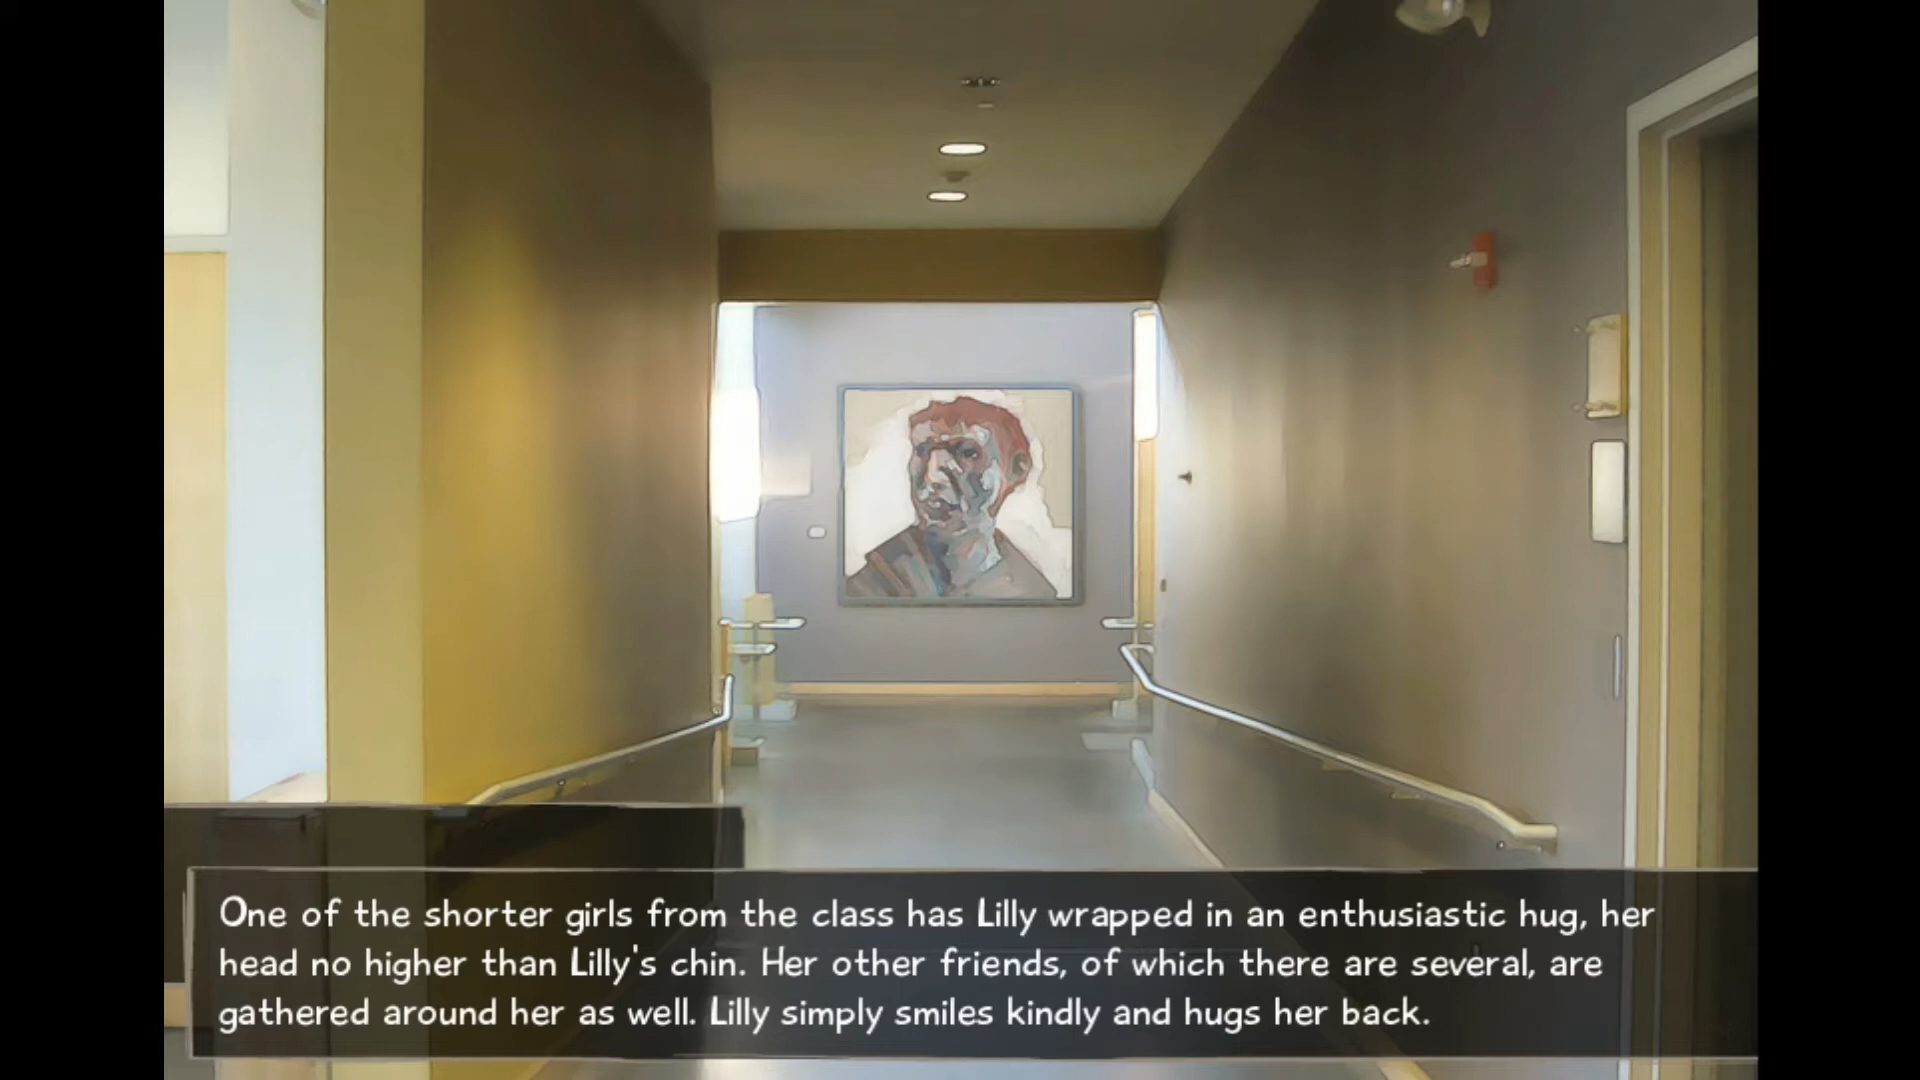 One of the shorter girls from the class has Lilly wrapped in an enthusiastic hug, her
head no higher than Lilly's chin. Her other friends, of which there are several, are
gathered around her as well. Lilly simply smiles kindly and hugs her back.